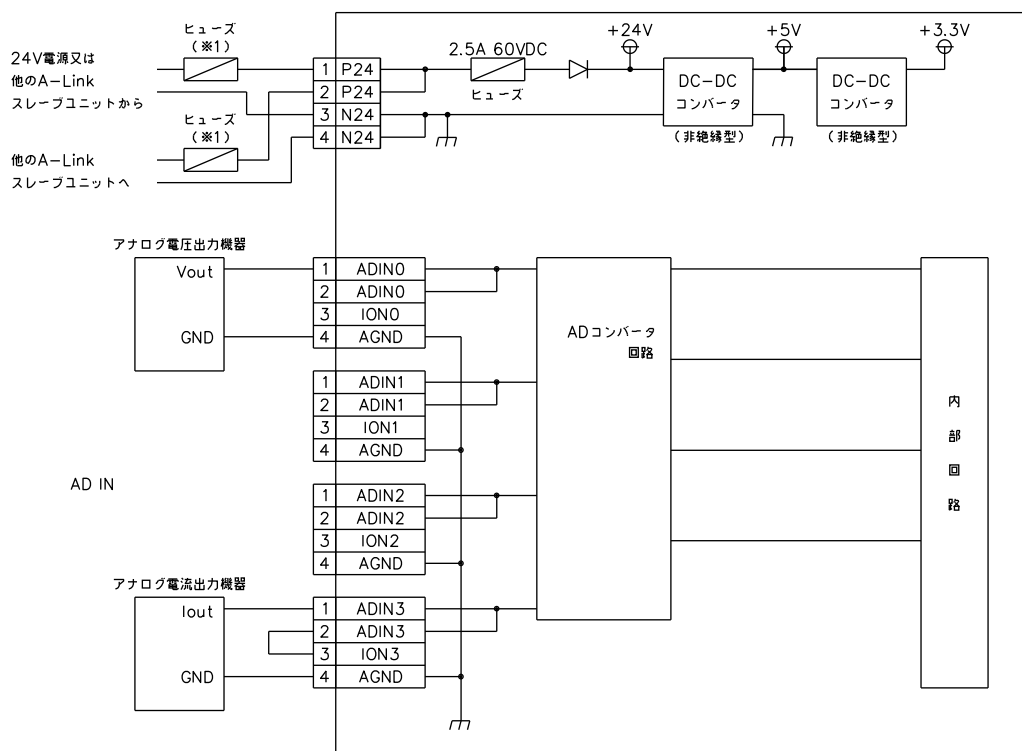 ヒューズ
(※1)
24V電源又は
他のA-Link
スレーブユニットから
ヒューズ
(※1)
他のA-Link
スレーブユニットへ
1 P24
2 P24
3 N24
4 N24
2.5A 60VDC
ヒューズ
+24V
DC-DC
コンバータ
(非絶縁型)
+5V
DC-DC
コンバータ
(非絶縁型)
+3.3V
アナログ電圧出力機器
Vout
GND
1 ADIN0
2 ADIN0
3 ION0
4 AGND
1 ADIN1
2 ADIN1
3 ION1
4 AGND
AD IN
1 ADIN2
2 ADIN2
3 ION2
4 AGND
アナログ電流出力機器
Iout
GND
1 ADIN3
2 ADIN3
3 ION3
4 AGND
ADコンバータ
回路
内
部
回
路